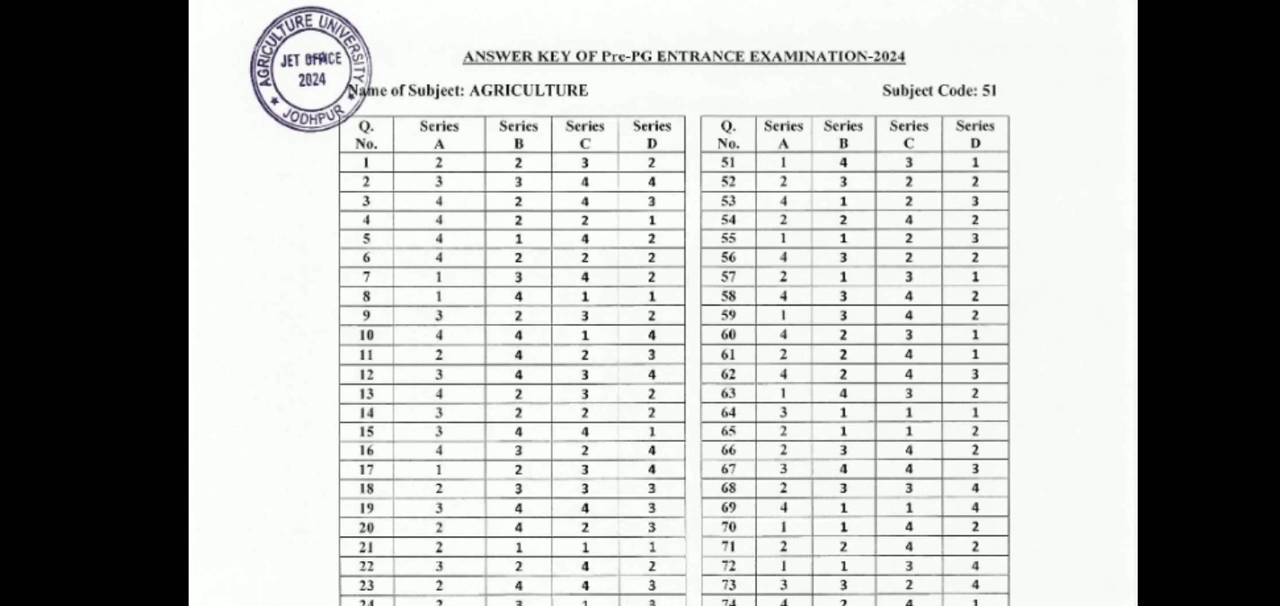 AGRICULTURE UNIVERSITY
JET OFFICE
2024
JODHPUR
ANSWER KEY OF Pre-PG ENTRANCE EXAMINATION-2024
Name of Subject: AGRICULTURE Subject Code: 51
Q. No. Series A Series B Series C Series D Q. No. Series A Series B Series C Series D
1 2 2 3 2 51 1 4 3 1
2 3 3 4 4 52 2 3 2 2
3 4 2 4 3 53 4 1 2 3
4 4 2 2 1 54 2 2 4 2
5 4 1 4 2 55 1 1 2 3
6 4 2 2 2 56 4 3 2 2
7 1 3 4 2 57 2 1 3 1
8 1 4 1 1 58 4 3 4 2
9 3 2 3 2 59 1 3 4 2
10 4 4 1 4 60 4 2 3 1
11 2 4 2 3 61 2 2 4 1
12 3 4 3 4 62 4 2 4 3
13 4 2 3 2 63 1 4 3 2
14 3 2 2 2 64 3 1 1 1
15 3 4 4 1 65 2 1 1 2
16 4 3 2 4 66 2 3 4 2
17 1 2 3 4 67 3 4 4 3
18 2 3 3 3 68 2 3 3 4
19 3 4 4 3 69 4 1 1 4
20 2 4 2 3 70 1 1 4 2
21 2 1 1 1 71 2 2 4 2
22 3 2 4 2 72 1 1 3 4
23 2 4 4 3 73 3 3 2 4
24 2 3 1 3 74 4 2 4 1